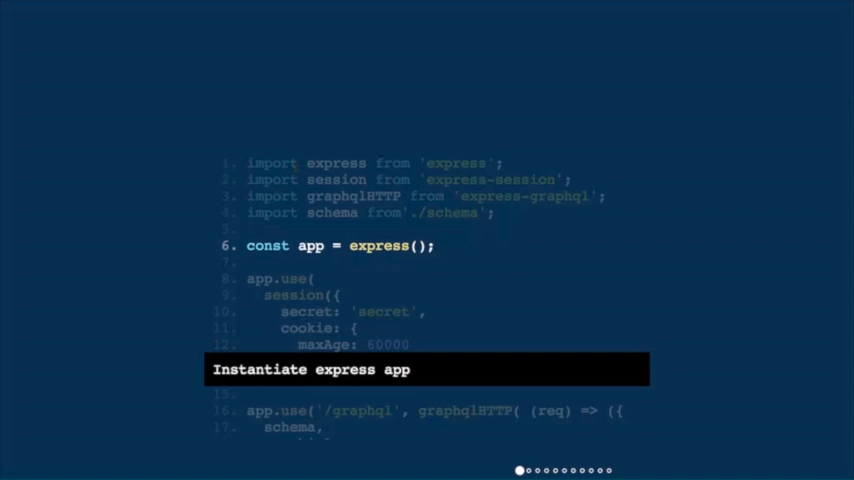 1. import express from 'express';
2. import session from 'express-session';
3. import graphqlHTTP from 'express-graphql';
4. import schema from'./schema';
5.
6. const app = express();
7.
8. app.use(
9. session({
10. secret: 'secret',
11. cookie: {
12. maxAge: 60000
Instantiate express app
15.
16. app.use('/graphql', graphqlHTTP( (req) => ({
17. schema,